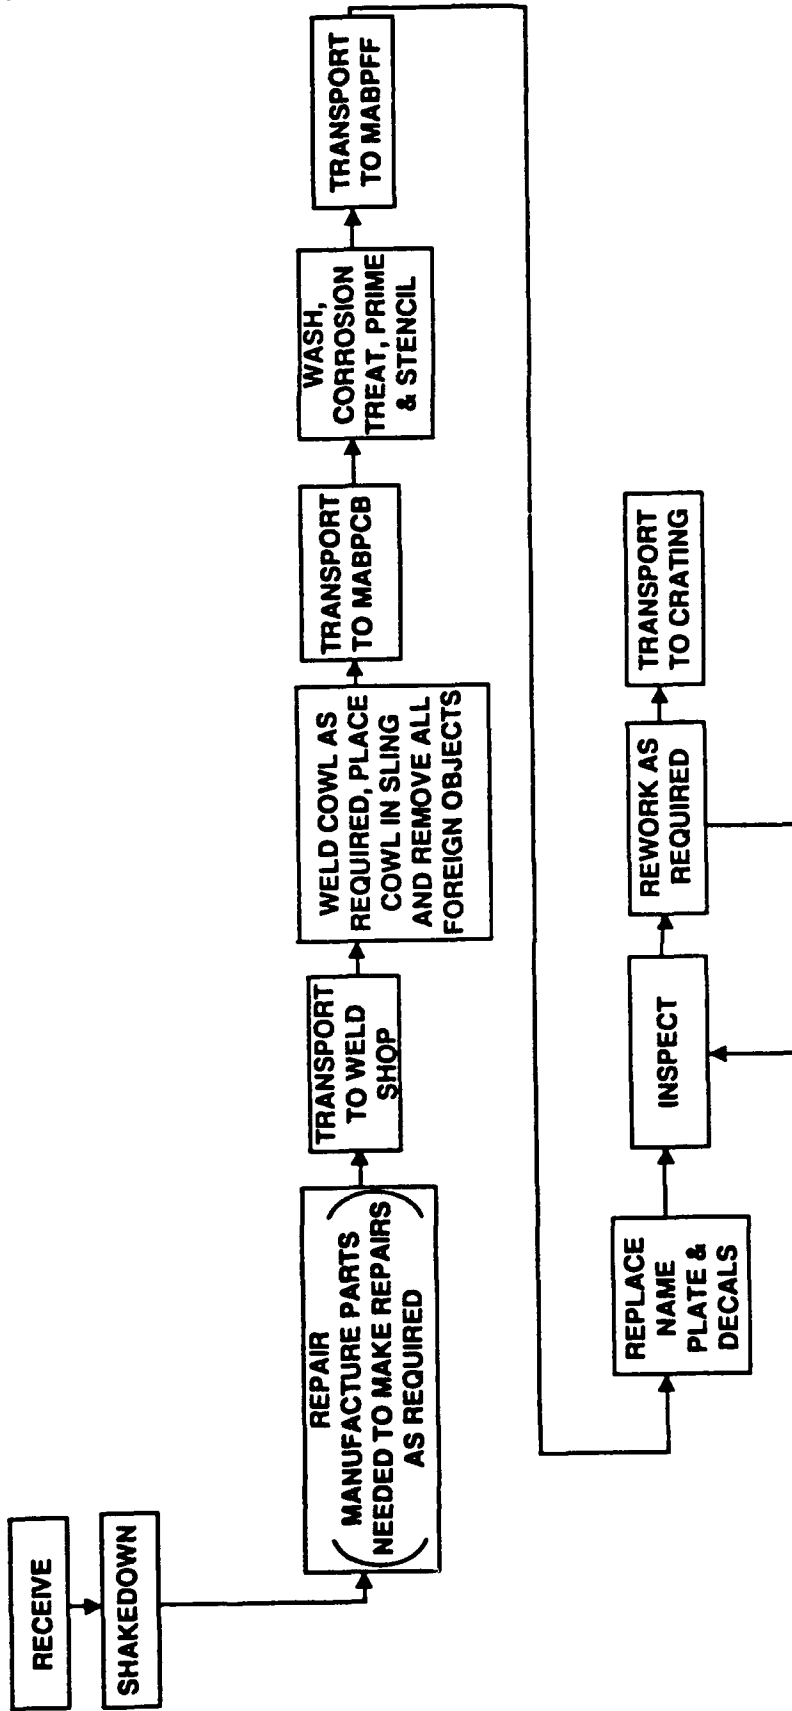 RECEIVE
SHAKEDOWN
REPAIR
(MANUFACTURE PARTS
NEEDED TO MAKE REPAIRS)
AS REQUIRED
TRANSPORT
TO WELD
SHOP
WELD COWL AS
REQUIRED, PLACE
COWL IN SLING
AND REMOVE ALL
FOREIGN OBJECTS
TRANSPORT
TO MABPCB
WASH,
CORROSION
TREAT, PRIME
& STENCIL
TRANSPORT
TO MABPFF
REPLACE
NAME
PLATE &
DECALS
INSPECT
REWORK AS
REQUIRED
TRANSPORT
TO CRATING